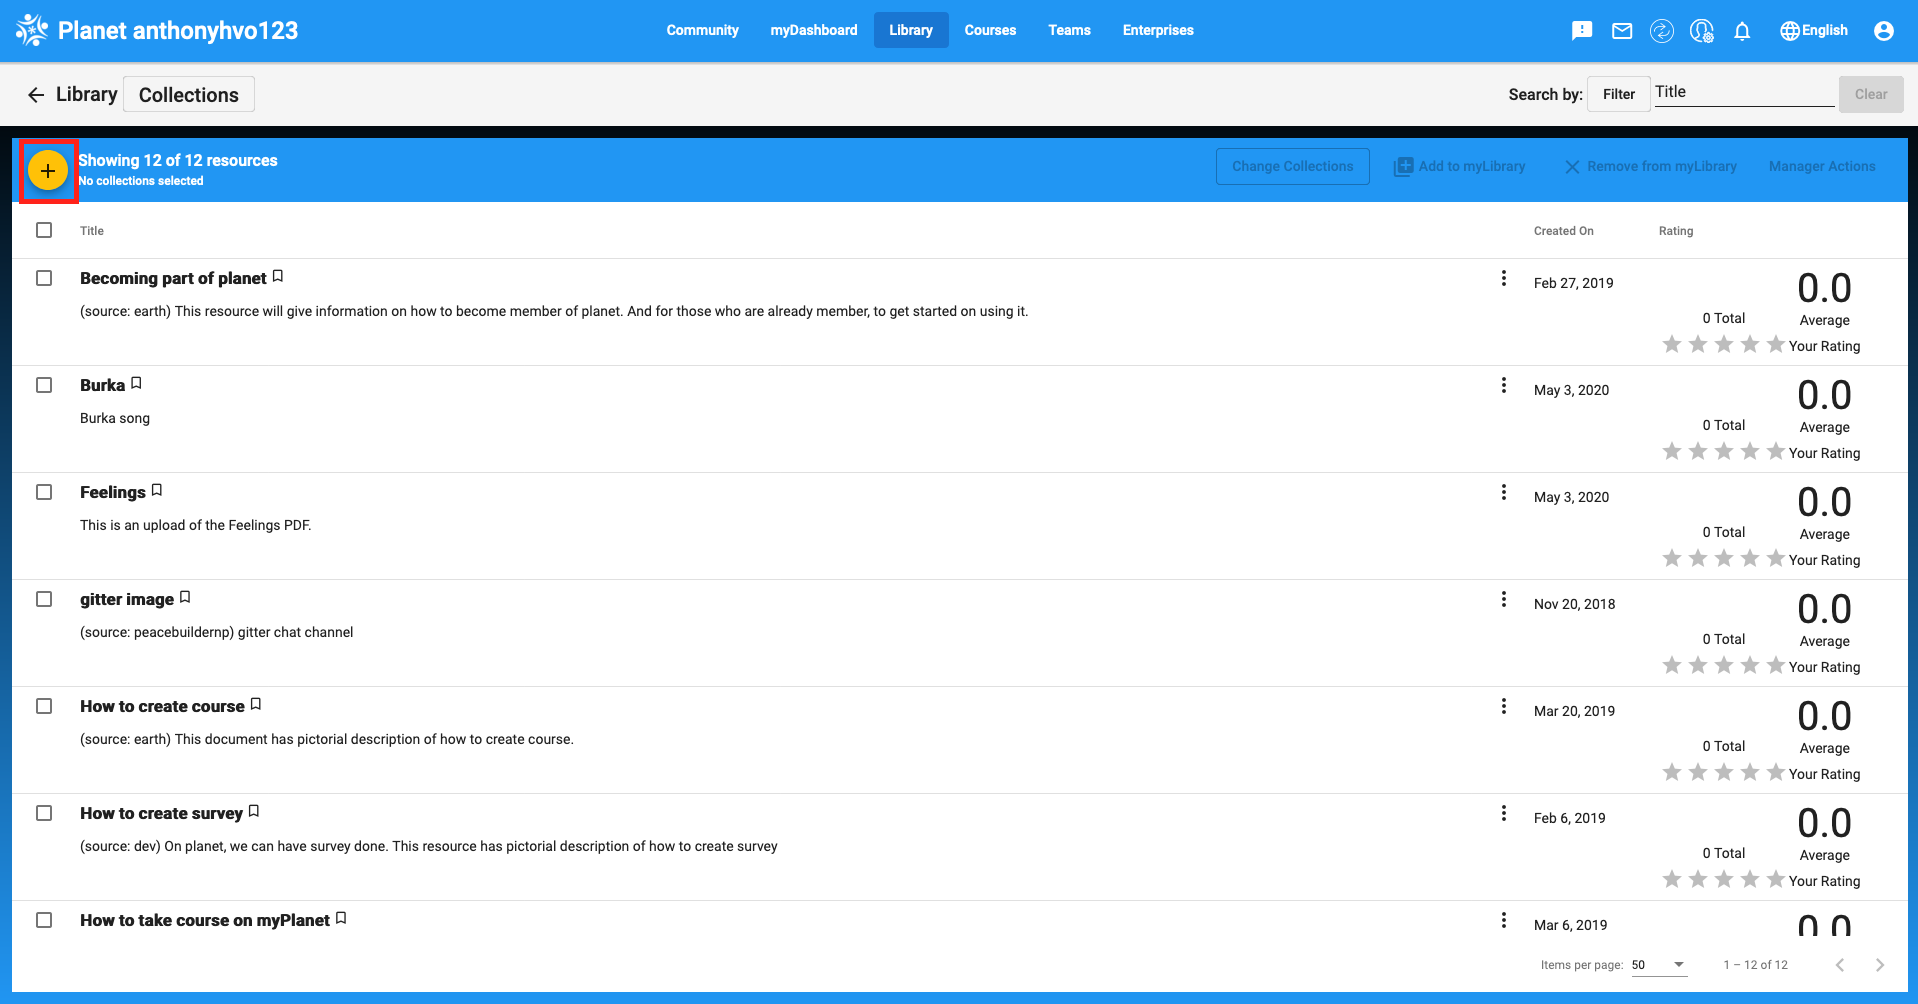 Planet anthonyhvo123
Community myDashboard Library Courses Teams Enterprises English
Library Collections Search by: Filter Title Clear
Showing 12 of 12 resources
No collections selected
Change Collections Add to myLibrary Remove from myLibrary Manager Actions
Title Created On Rating
Becoming part of planet
(source: earth) This resource will give information on how to become member of planet. And for those who are already member, to get started on using it.
Feb 27, 2019
0 Total
0.0
Average
Your Rating
Burka
Burka song
May 3, 2020
0 Total
0.0
Average
Your Rating
Feelings
This is an upload of the Feelings PDF.
May 3, 2020
0 Total
0.0
Average
Your Rating
gitter image
(source: peacebuildernp) gitter chat channel
Nov 20, 2018
0 Total
0.0
Average
Your Rating
How to create course
(source: earth) This document has pictorial description of how to create course.
Mar 20, 2019
0 Total
0.0
Average
Your Rating
How to create survey
(source: dev) On planet, we can have survey done. This resource has pictorial description of how to create survey
Feb 6, 2019
0 Total
0.0
Average
Your Rating
How to take course on myPlanet
Mar 6, 2019
0.0
Items per page: 50 1 – 12 of 12